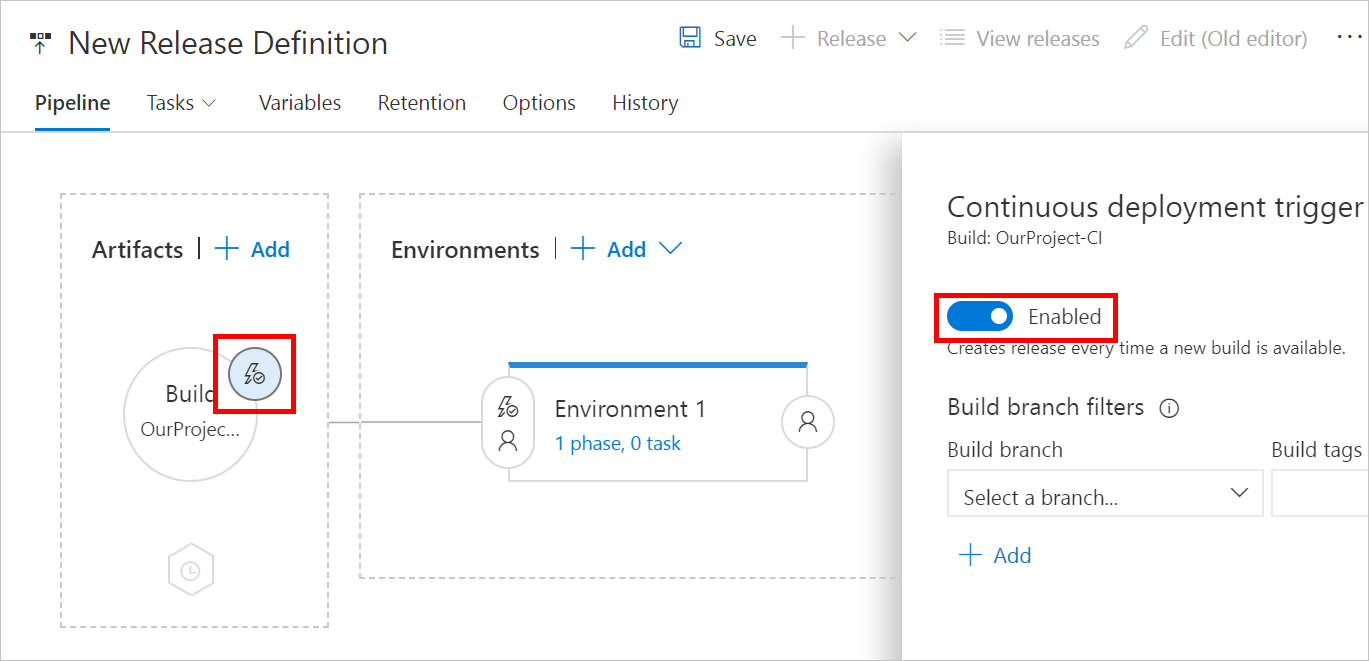 New Release Definition
Save
Release
View releases
Edit (Old editor)
...
Pipeline
Tasks
Variables
Retention
Options
History
Artifacts | + Add
Environments | + Add
Build
OurProjec...
Environment 1
1 phase, 0 task
Continuous deployment trigger
Build: OurProject-CI
Enabled
Creates release every time a new build is available.
Build branch filters
Build branch
Build tags
Select a branch...
+ Add